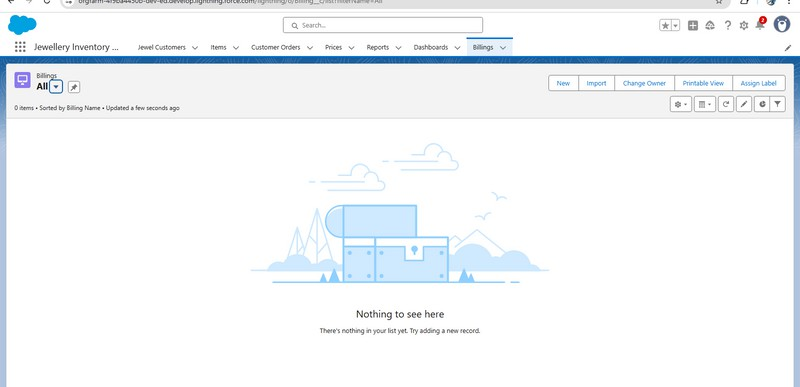 orgfarm-4f96a4450b-dev-ed.develop.lightning.force.com/lightning/o/Billing__c/list?filterName=All
Search...
2
Jewellery Inventory ...
Jewel Customers
Items
Customer Orders
Prices
Reports
Dashboards
Billings
Billings
All
New
Import
Change Owner
Printable View
Assign Label
0 items • Sorted by Billing Name • Updated a few seconds ago
Nothing to see here
There's nothing in your list yet. Try adding a new record.